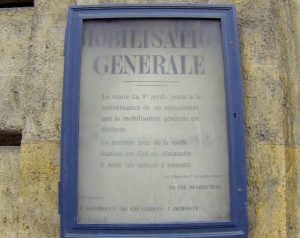 MOBILISATION
GENERALE
Le maire du 8e arrdt. porte à la
connaissance de ses administrés
que la mobilisation générale est
déclarée.
Le premier jour de la mobi-
lisation est fixé au dimanche
2 Août (de minuit à minuit).
Le Maire du 8e arrondissement
Dr PH. MARECHAL